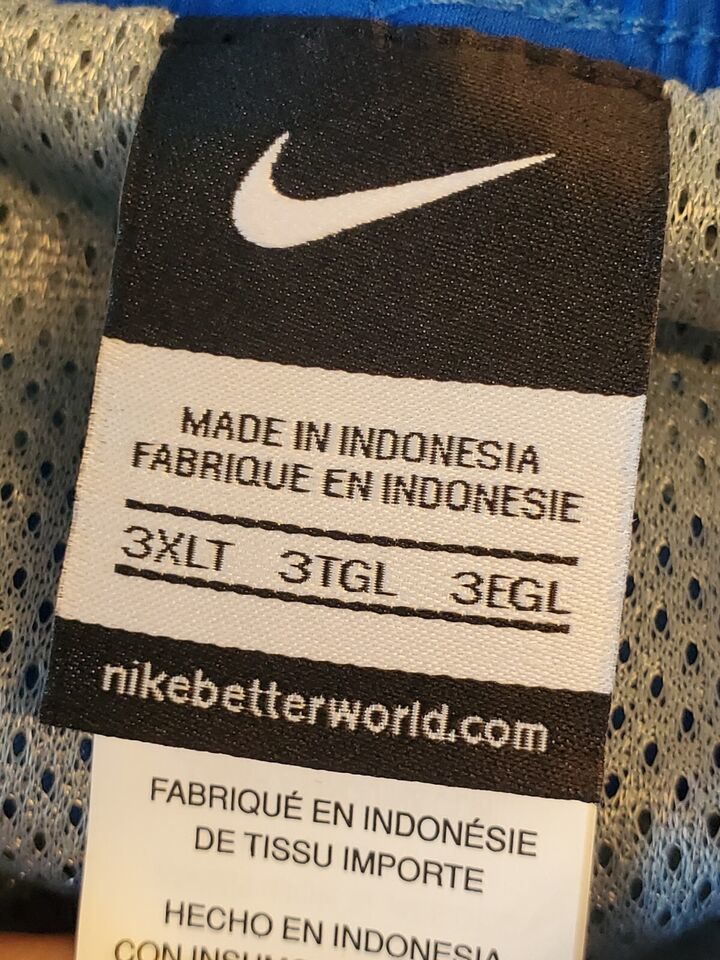 MADE IN INDONESIA
FABRIQUE EN INDONESIE
3XLT 3TGL 3EGL
nikebetterworld.com
FABRIQUÉ EN INDONÉSIE
DE TISSU IMPORTE
HECHO EN INDONESIA
CON